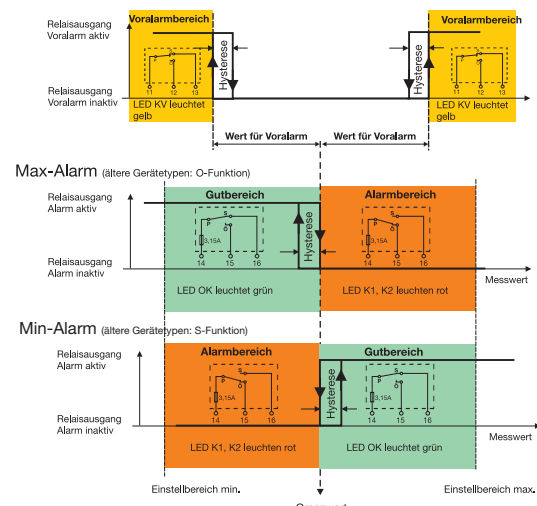 Voralarmbereich
Voralarmbereich
Relaisausgang
Voralarm aktiv
Hysterese
Hysterese
P
S
11 12 13
P
S
11 12 13
Relaisausgang
Voralarm inaktiv
LED KV leuchtet
gelb
LED KV leuchtet
gelb
Wert für Voralarm
Wert für Voralarm
Max-Alarm (ältere Gerätetypen: O-Funktion)
Gutbereich
Alarmbereich
Relaisausgang
Alarm aktiv
Hysterese
P
S
Ö
3,15A
14 15 16
P
S
Ö
3,15A
14 15 16
Relaisausgang
Alarm inaktiv
Messwert
LED OK leuchtet grün
LED K1, K2 leuchten rot
Min-Alarm (ältere Gerätetypen: S-Funktion)
Alarmbereich
Gutbereich
Relaisausgang
Alarm aktiv
Hysterese
P
S
Ö
3,15A
14 15 16
P
S
Ö
3,15A
14 15 16
Relaisausgang
Alarm inaktiv
Messwert
LED K1, K2 leuchten rot
LED OK leuchtet grün
Einstellbereich min.
Einstellbereich max.